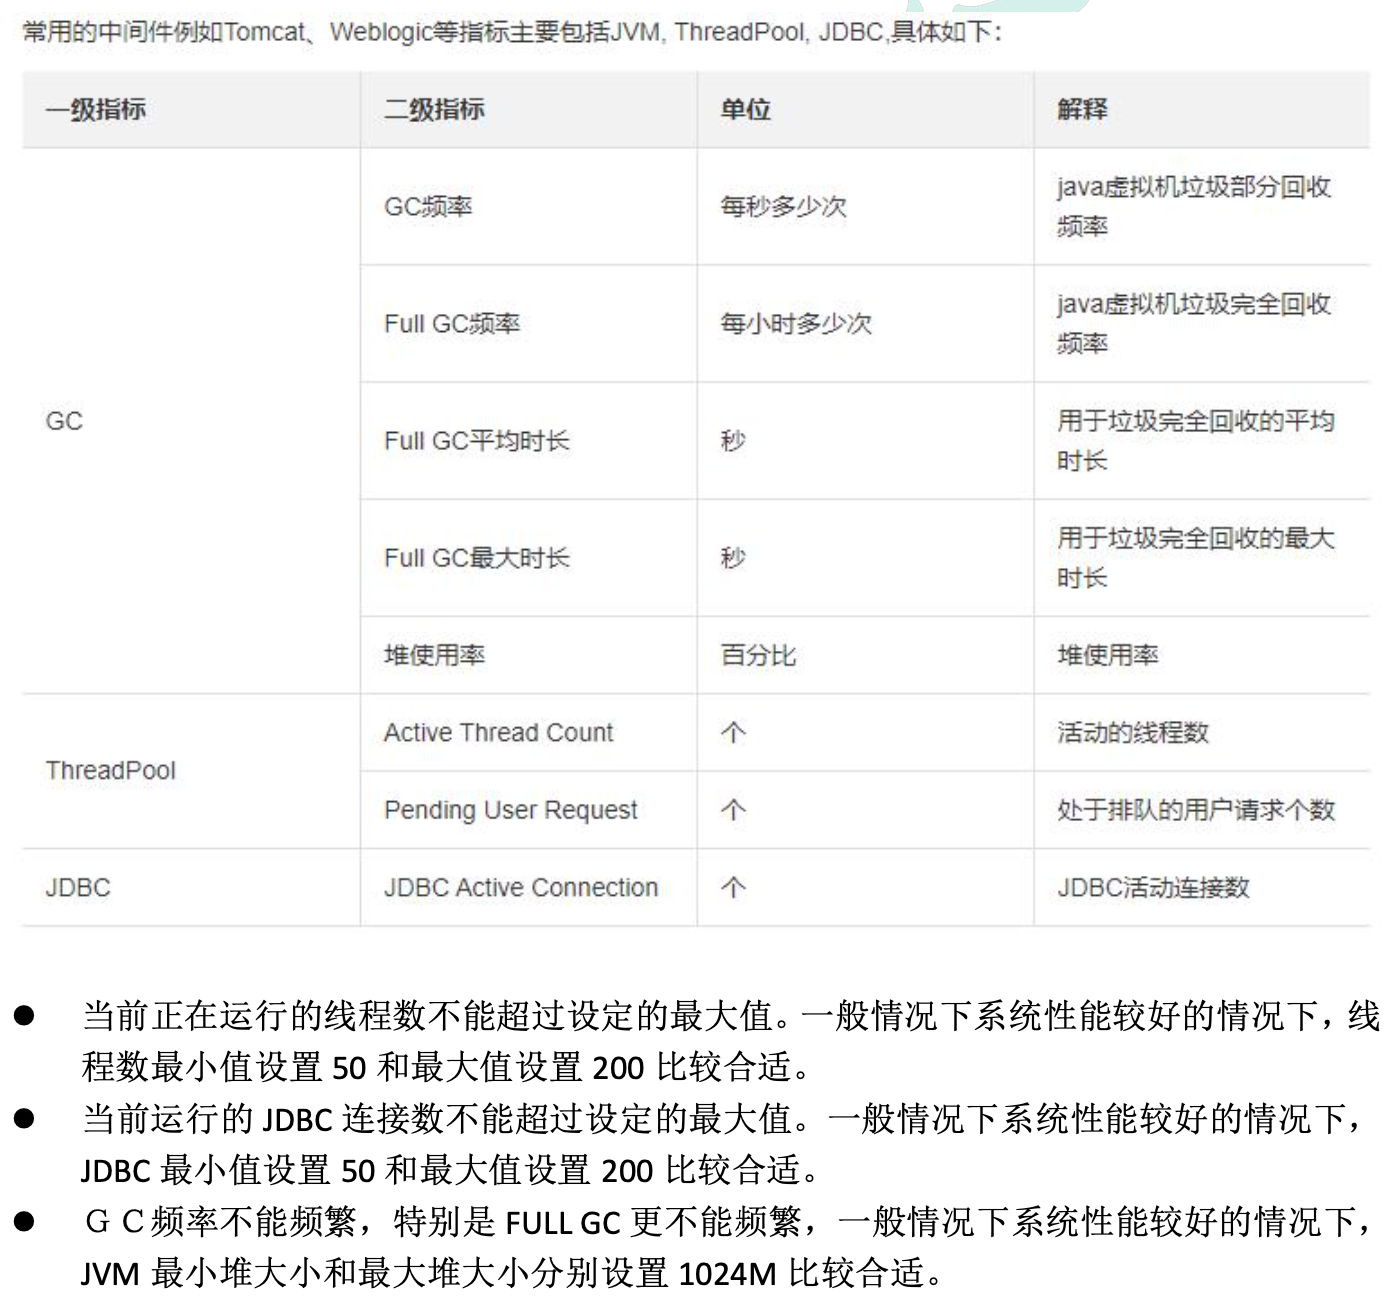 常用的中间件例如Tomcat、Weblogic等指标主要包括JVM, ThreadPool, JDBC,具体如下：
一级指标 二级指标 单位 解释
GC
GC频率 每秒多少次 java虚拟机垃圾部分回收
频率
Full GC频率 每小时多少次 java虚拟机垃圾完全回收
频率
Full GC平均时长 秒 用于垃圾完全回收的平均
时长
Full GC最大时长 秒 用于垃圾完全回收的最大
时长
堆使用率 百分比 堆使用率
ThreadPool
Active Thread Count 个 活动的线程数
Pending User Request 个 处于排队的用户请求个数
JDBC JDBC Active Connection 个 JDBC活动连接数
● 当前正在运行的线程数不能超过设定的最大值。一般情况下系统性能较好的情况下，线
程数最小值设置 50 和最大值设置 200 比较合适。
● 当前运行的 JDBC 连接数不能超过设定的最大值。一般情况下系统性能较好的情况下，
JDBC 最小值设置 50 和最大值设置 200 比较合适。
● ＧＣ频率不能频繁，特别是 FULL GC 更不能频繁，一般情况下系统性能较好的情况下，
JVM 最小堆大小和最大堆大小分别设置 1024M 比较合适。